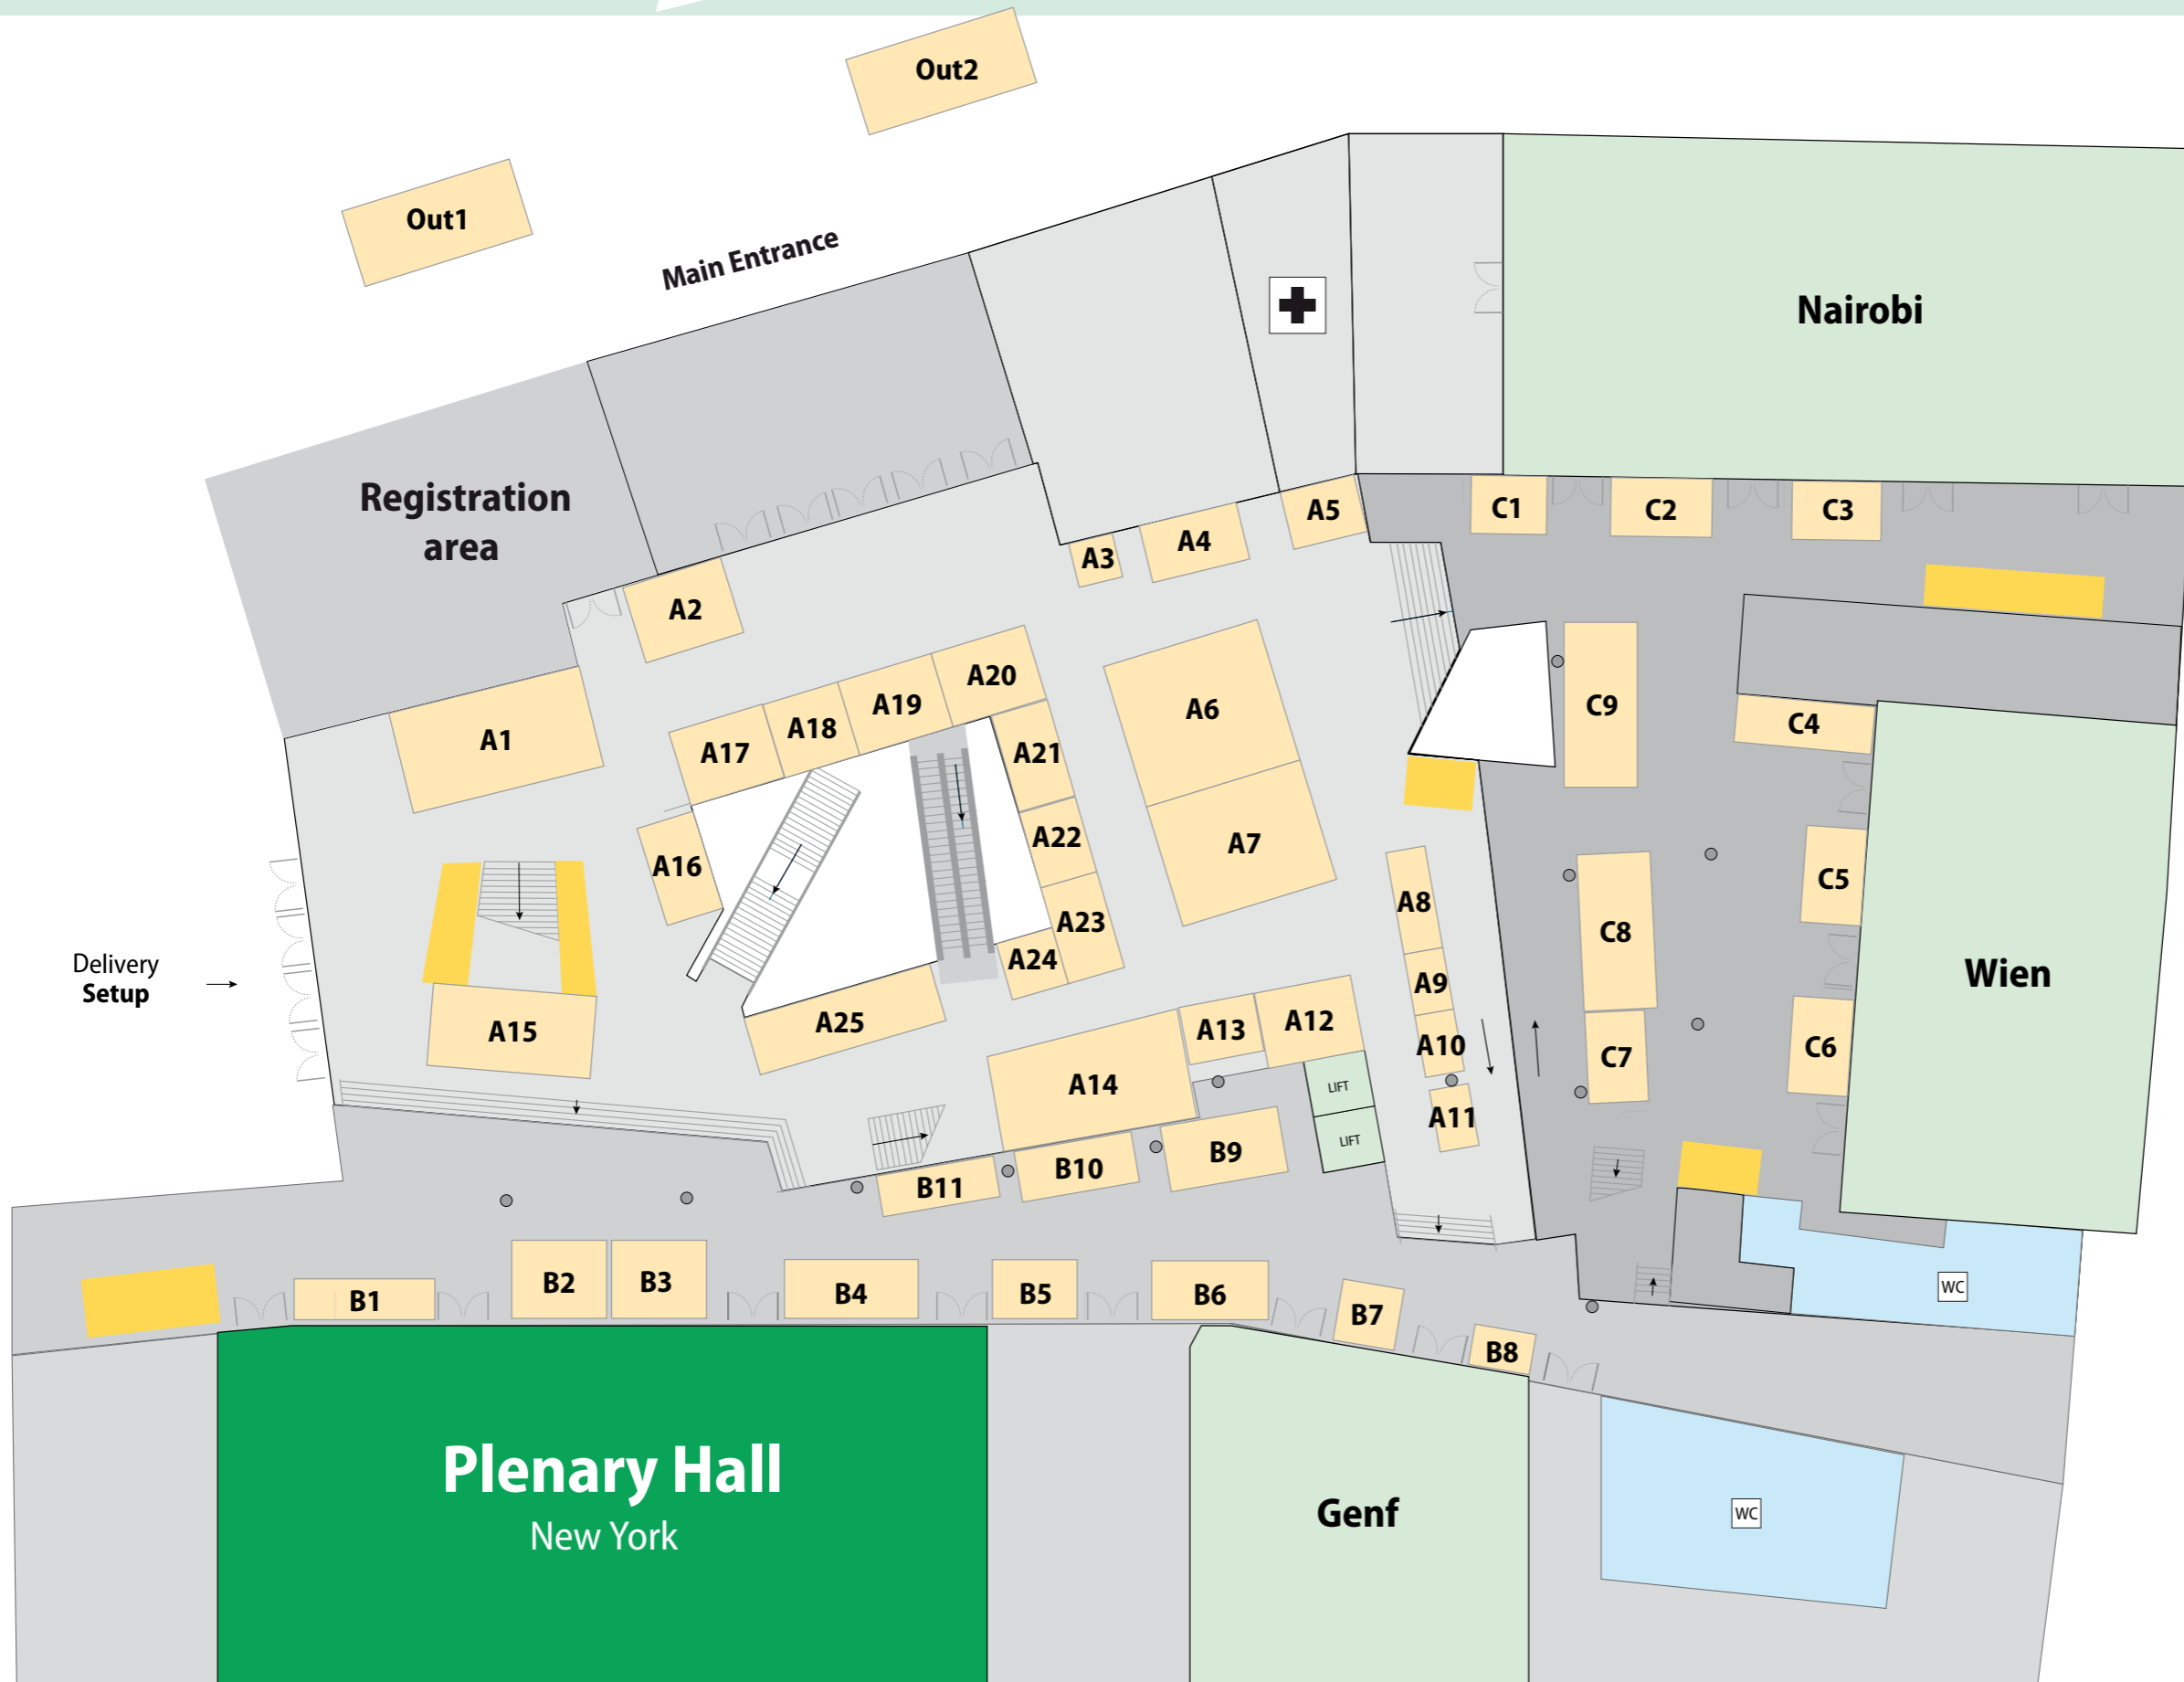 Out2
Out1
Main Entrance
Nairobi
Registration
area
C1
C2
C3
A5
A4
A3
A2
A20
A19
A18
A17
A1
A6
C9
C4
A21
A22
A7
A16
A8
C5
A23
C8
A24
A9
Delivery
Setup
Wien
A15
A25
A13
A12
A10
C7
C6
A14
LIFT
LIFT
A11
B9
B10
B11
B1
B2
B3
B4
B5
B6
B7
B8
WC
Plenary Hall
New York
Genf
WC